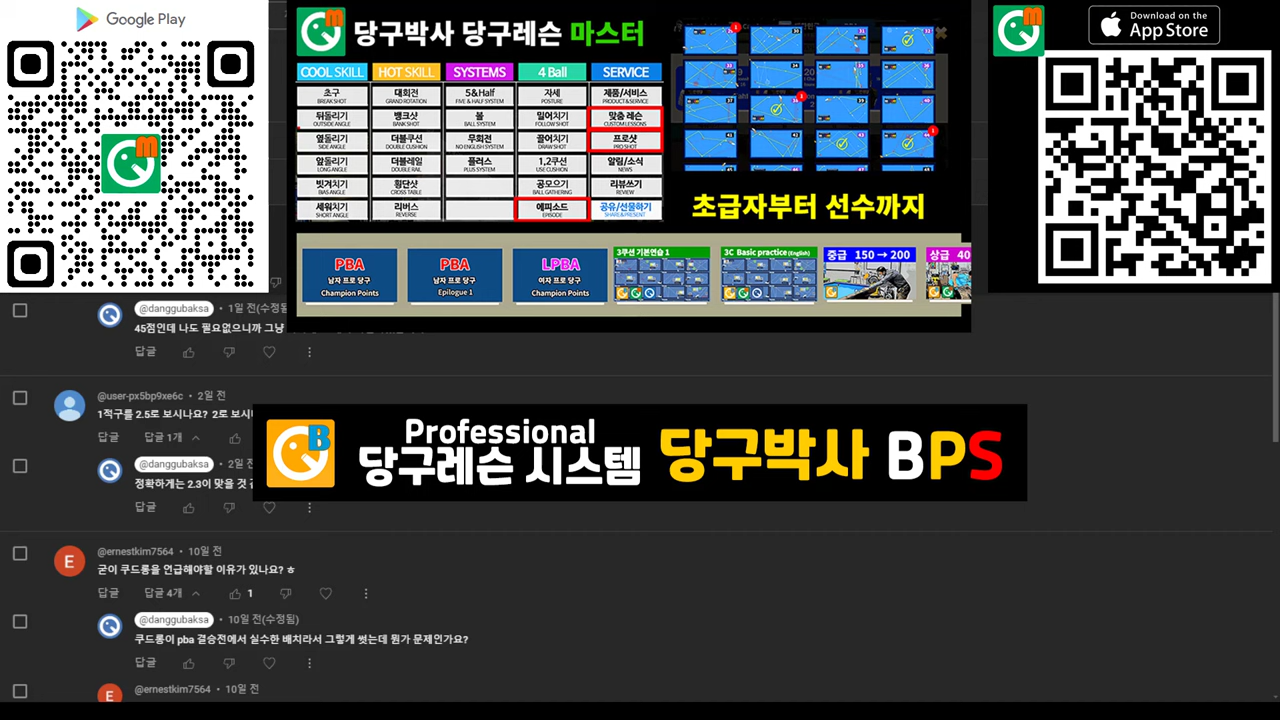 Google Play
당구박사 당구레슨 마스터
COOL SKILL HOT SKILL SYSTEMS 4 Ball SERVICE
초구 대회전 5&Half 자세 제품/서비스
BREAK SHOT GRAND ROTATION FIVE & HALF SYSTEM POSTURE PRODUCT&SERVICE
뒤돌리기 뱅크샷 볼 밀어치기 맞춤 레슨
OUTSIDE ANGLE BANK SHOT BALL SYSTEM FOLLOW SHOT CUSTOM LESSONS
옆돌리기 더블쿠션 무회전 끌어치기 프로샷
SIDE ANGLE DOUBLE CUSHION NO ENGLISH SYSTEM DRAW SHOT PRO SHOT
앞돌리기 더블레일 플러스 1,2쿠션 알림/소식
LONG ANGLE DOUBLE RAIL PLUS SYSTEM USE CUSHION NEWS
빗겨치기 횡단샷 공모으기 리뷰쓰기
BIAS ANGLE CROSS TABLE BALL GATHERING REVIEW
세워치기 리버스 에피소드 공유/선물하기
SHORT ANGLE REVERSE EPISODE SHARE&PRESENT
초급자부터 선수까지
Download on the
App Store
PBA
남자 프로 당구
Champion Points
PBA
남자 프로 당구
Epilogue 1
LPBA
여자 프로 당구
Champion Points
3쿠션 기본연습 1
3C Basic practice (English)
중급 150 → 200
상급 40
@danggubaksa • 1일 전(수정됨
45점인데 나도 필요없으니까 그냥
답글
@user-px5bp9xe6c • 2일 전
1적구를 2.5로 보시나요? 2로 보시
답글 답글 1개
@danggubaksa • 2일 전
정확하게는 2.3이 맞을 것
답글
Professional
당구레슨 시스템 당구박사 BPS
@ernestkim7564 • 10일 전
굳이 쿠드롱을 언급해야할 이유가 있나요? ㅎ
답글 답글 4개 1
@danggubaksa • 10일 전(수정됨)
쿠드롱이 pba 결승전에서 실수한 배치라서 그렇게 썻는데 뭔가 문제인가요?
답글
@ernestkim7564 • 10일 전